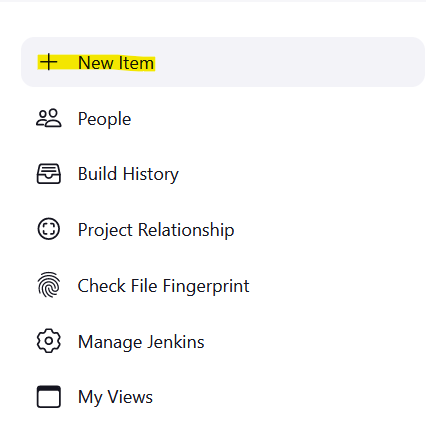 New Item
People
Build History
Project Relationship
Check File Fingerprint
Manage Jenkins
My Views